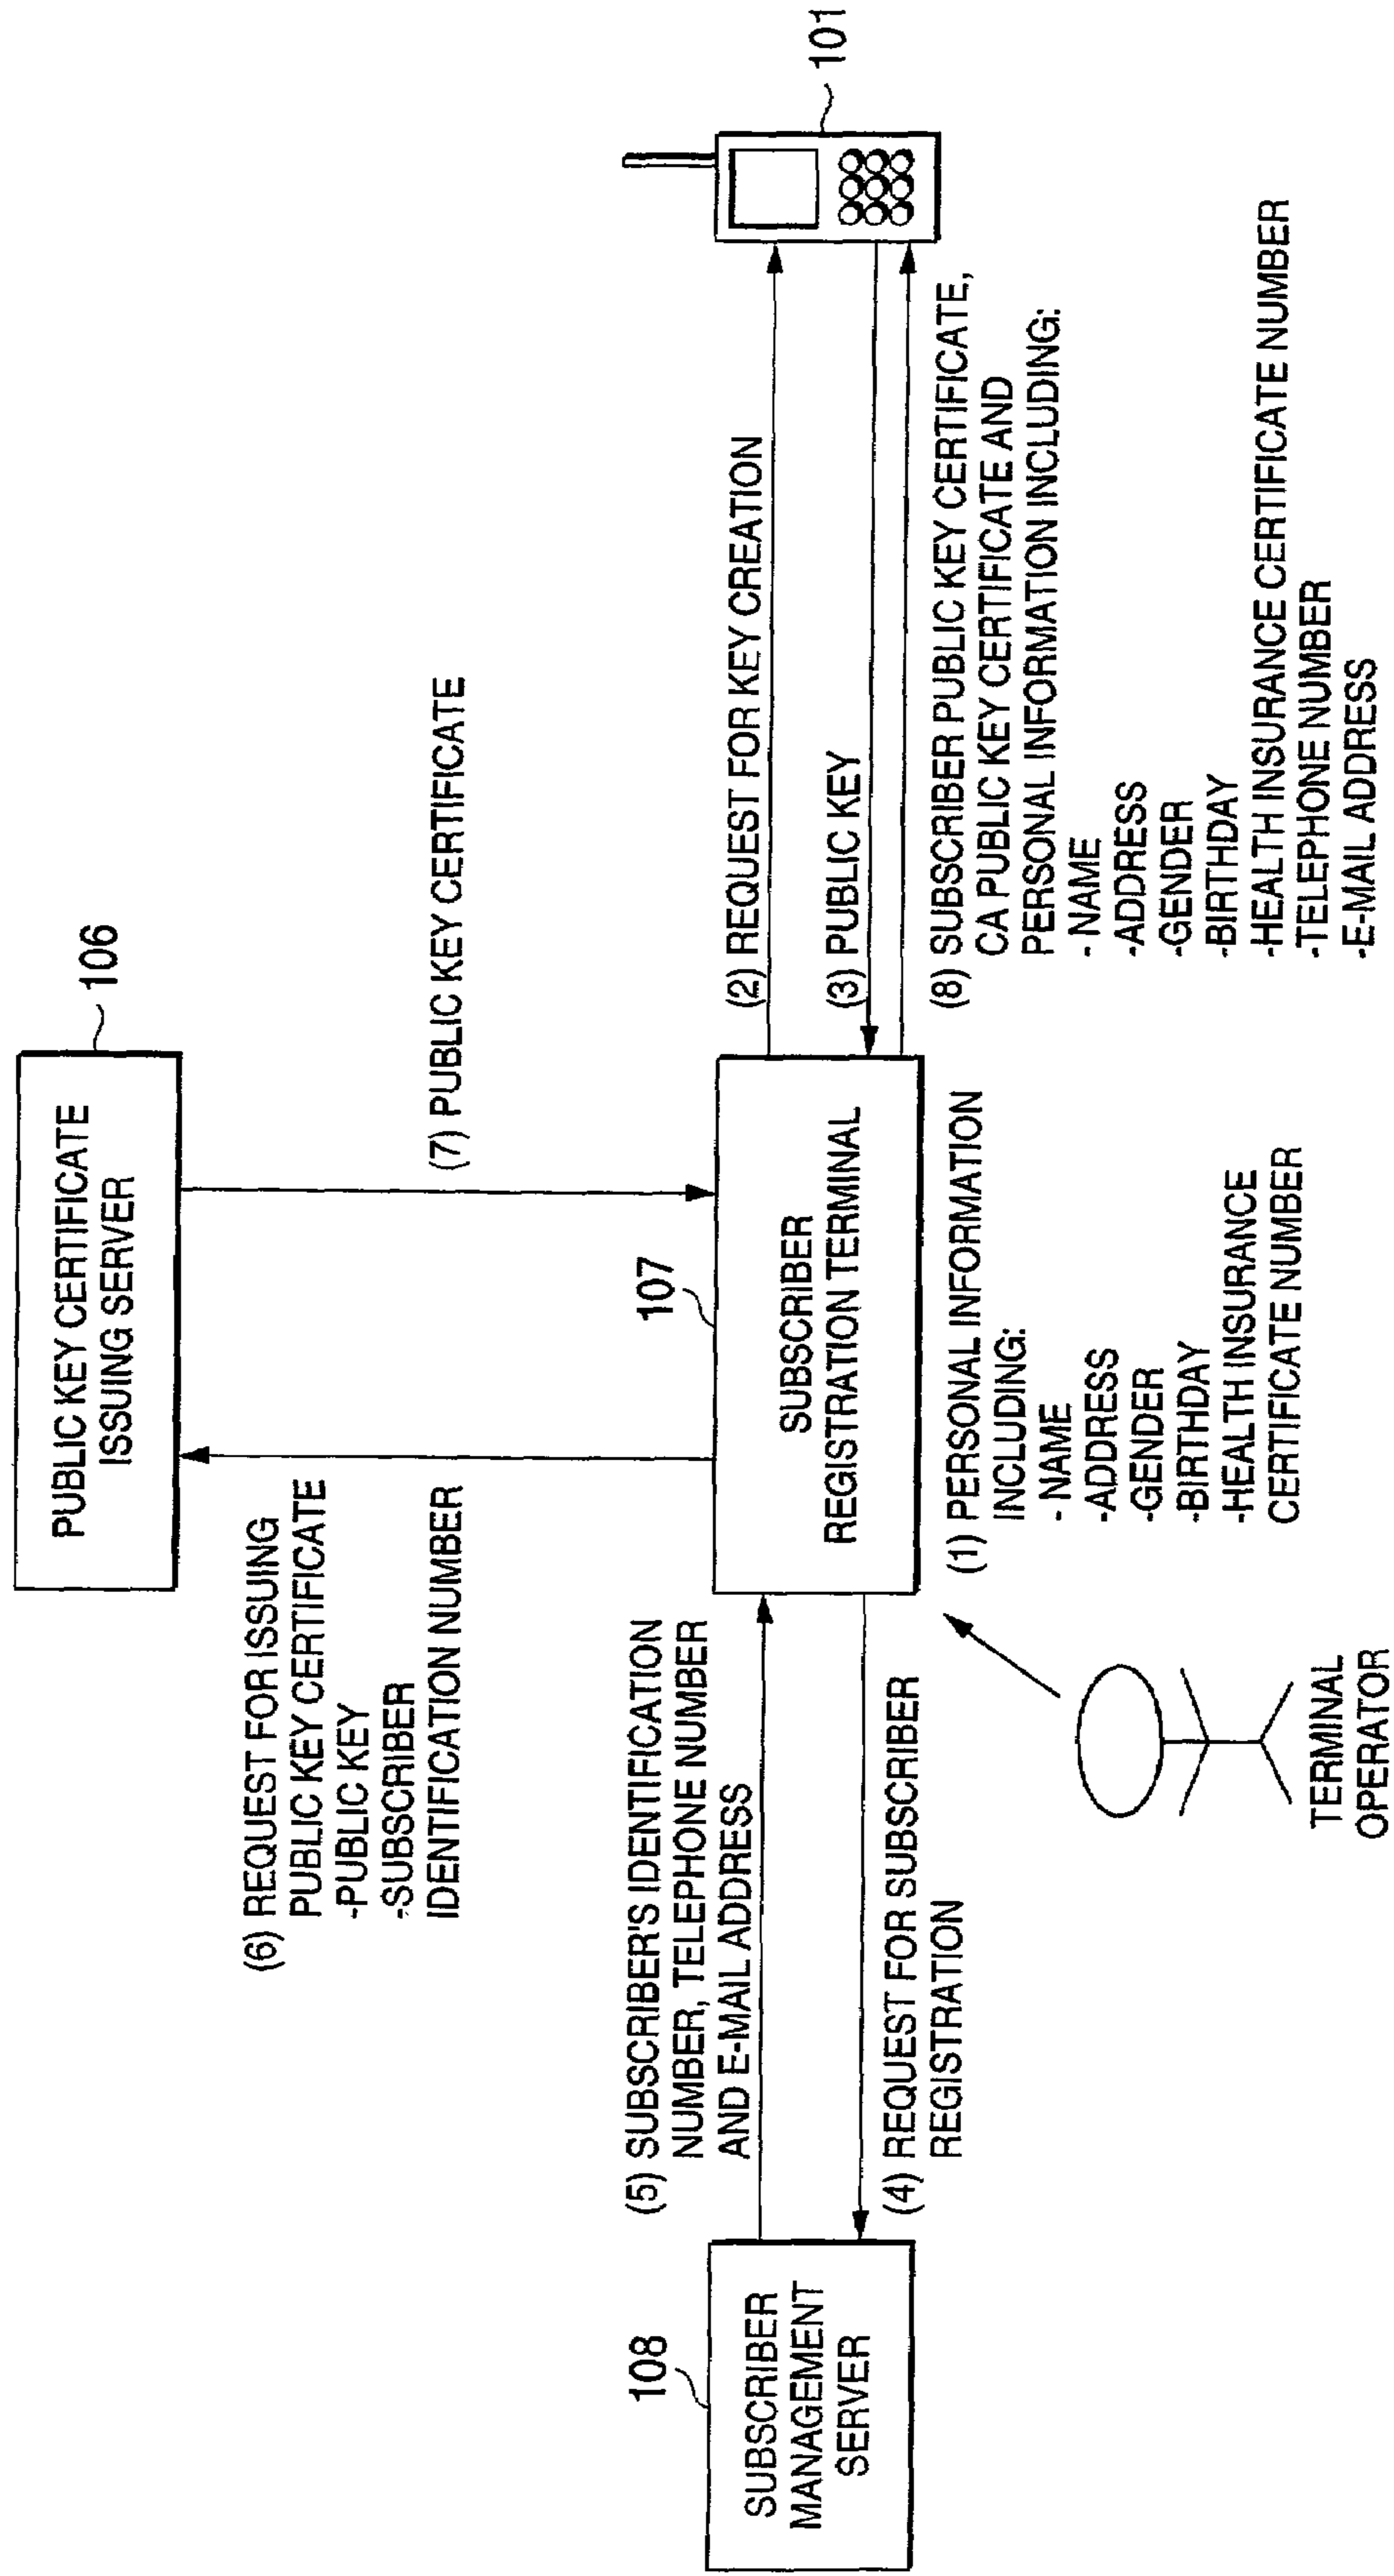 PUBLIC KEY CERTIFICATE
ISSUING SERVER
106
(6) REQUEST FOR ISSUING
PUBLIC KEY CERTIFICATE
-PUBLIC KEY
-SUBSCRIBER
IDENTIFICATION NUMBER
(7) PUBLIC KEY CERTIFICATE
108
SUBSCRIBER
MANAGEMENT
SERVER
(5) SUBSCRIBER'S IDENTIFICATION
NUMBER, TELEPHONE NUMBER
AND E-MAIL ADDRESS
(4) REQUEST FOR SUBSCRIBER
REGISTRATION
107
SUBSCRIBER
REGISTRATION TERMINAL
(2) REQUEST FOR KEY CREATION
(3) PUBLIC KEY
101
(8) SUBSCRIBER PUBLIC KEY CERTIFICATE,
CA PUBLIC KEY CERTIFICATE AND
PERSONAL INFORMATION INCLUDING:
- NAME
-ADDRESS
-GENDER
-BIRTHDAY
-HEALTH INSURANCE CERTIFICATE NUMBER
-TELEPHONE NUMBER
-E-MAIL ADDRESS
(1) PERSONAL INFORMATION
INCLUDING:
- NAME
-ADDRESS
-GENDER
-BIRTHDAY
-HEALTH INSURANCE
CERTIFICATE NUMBER
TERMINAL
OPERATOR